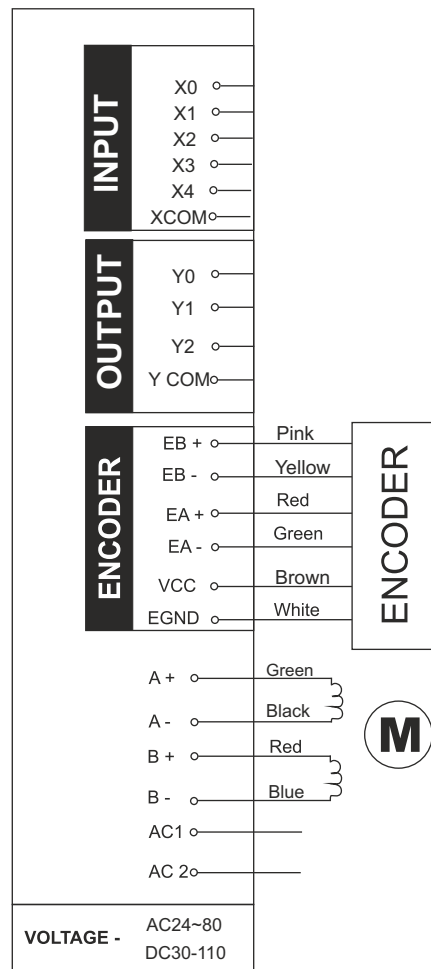 INPUT
X0
X1
X2
X3
X4
XCOM
OUTPUT
Y0
Y1
Y2
Y COM
ENCODER
EB + Pink
EB - Yellow
EA + Red
EA - Green
VCC Brown
EGND White
ENCODER
A + Green
A - Black
B + Red
B - Blue
M
AC1
AC 2
VOLTAGE - AC24~80
DC30-110